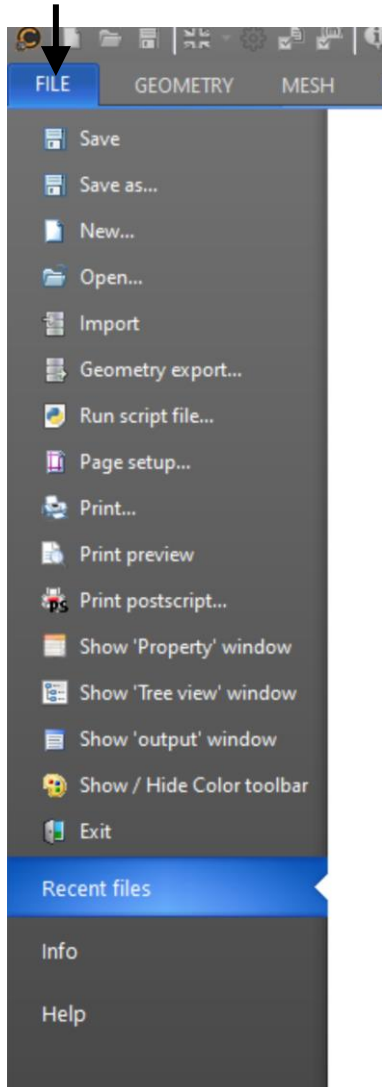 FILE GEOMETRY MESH
Save
Save as...
New...
Open...
Import
Geometry export...
Run script file...
Page setup...
Print...
Print preview
PS Print postscript...
Show 'Property' window
Show 'Tree view' window
Show 'output' window
Show / Hide Color toolbar
Exit
Recent files
Info
Help